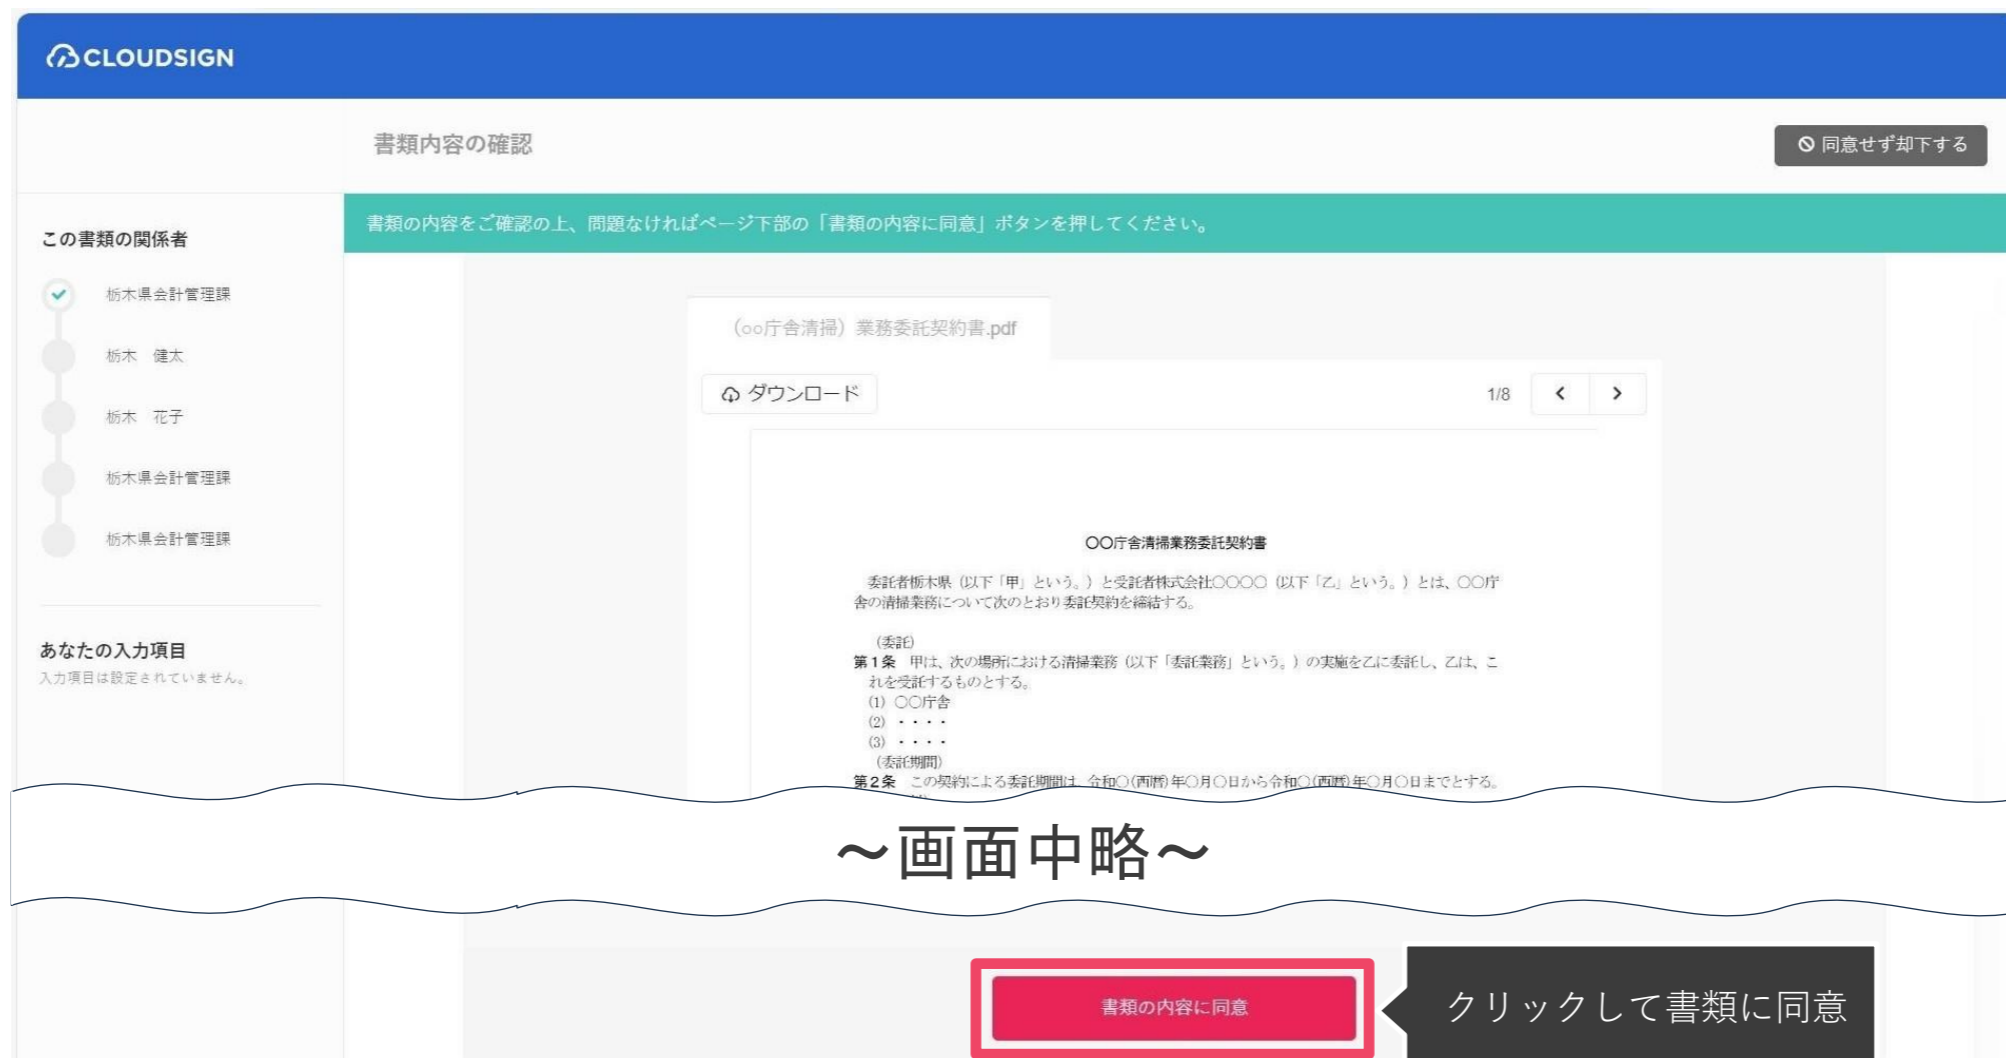 CLOUDSIGN
書類内容の確認
同意せず却下する
書類の内容をご確認の上、問題なければページ下部の「書類の内容に同意」ボタンを押してください。
この書類の関係者
栃木県会計管理課
栃木　健太
栃木　花子
栃木県会計管理課
栃木県会計管理課
あなたの入力項目
入力項目は設定されていません。
（○○庁舎清掃）業務委託契約書.pdf
ダウンロード
1/8
〇〇庁舎清掃業務委託契約書
委託者栃木県（以下「甲」という。）と受託者株式会社〇〇〇〇（以下「乙」という。）とは、〇〇庁
舎の清掃業務について次のとおり委託契約を締結する。
（委託）
第１条　甲は、次の場所における清掃業務（以下「委託業務」という。）の実施を乙に委託し、乙は、こ
れを受託するものとする。
(1) 〇〇庁舎
(2) ・・・・
(3) ・・・・
（委託期間）
第２条　この契約による委託期間は、令和〇(西暦)年〇月〇日から令和〇(西暦)年〇月〇日までとする。
～画面中略～
書類の内容に同意
クリックして書類に同意